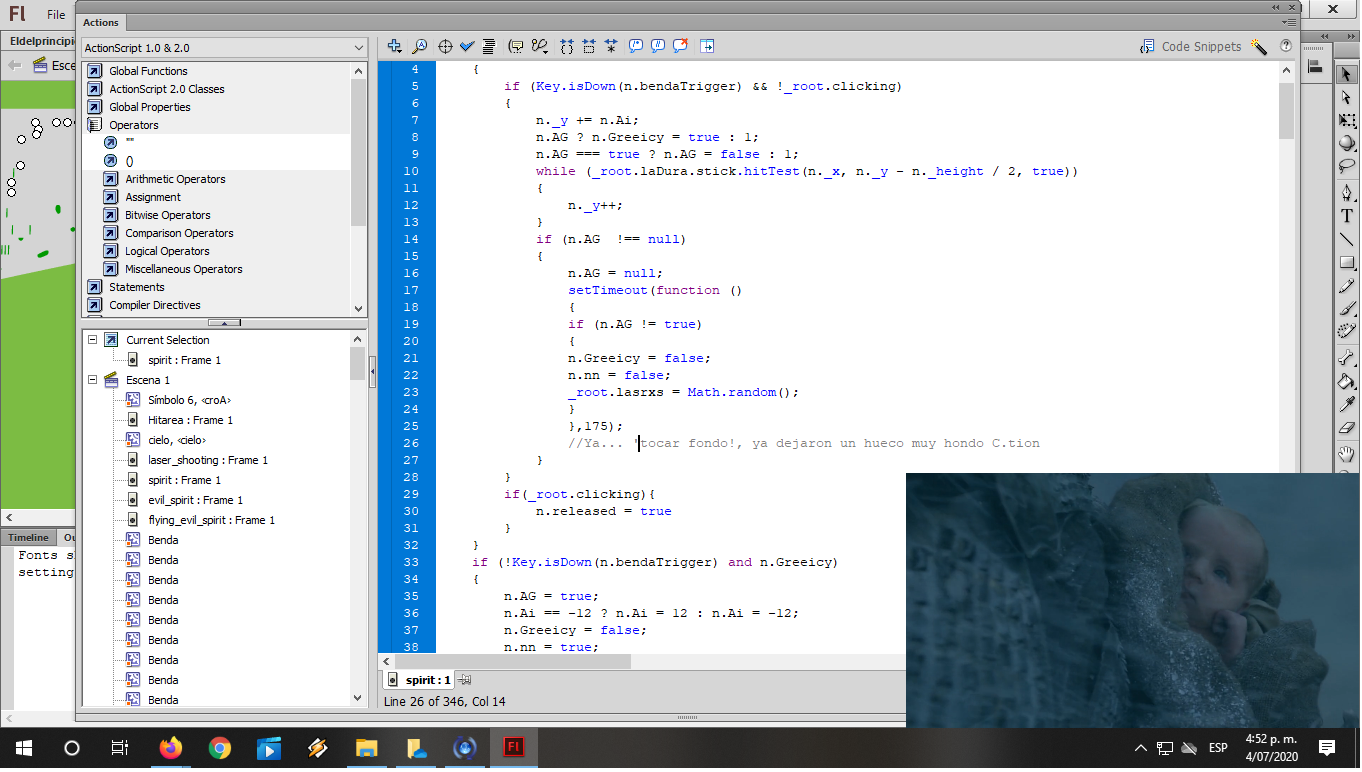 Fl
File
Actions
Eldelprincipi
Esce
ActionScript 1.0 & 2.0
Global Functions
ActionScript 2.0 Classes
Global Properties
Operators
""
()
Arithmetic Operators
Assignment
Bitwise Operators
Comparison Operators
Logical Operators
Miscellaneous Operators
Statements
Compiler Directives
Current Selection
spirit : Frame 1
Escena 1
Símbolo 6, <croA>
Hitarea : Frame 1
cielo, <cielo>
laser_shooting : Frame 1
spirit : Frame 1
evil_spirit : Frame 1
flying_evil_spirit : Frame 1
Benda
Benda
Benda
Benda
Benda
Benda
Benda
Benda
Benda
Timeline
Ou
Fonts s
setting
Code Snippets
4 {
5 if (Key.isDown(n.bendaTrigger) && !_root.clicking)
6 {
7 n._y += n.Ai;
8 n.AG ? n.Greeicy = true : 1;
9 n.AG === true ? n.AG = false : 1;
10 while (_root.laDura.stick.hitTest(n._x, n._y - n._height / 2, true))
11 {
12 n._y++;
13 }
14 if (n.AG  !== null)
15 {
16 n.AG = null;
17 setTimeout(function ()
18 {
19 if (n.AG != true)
20 {
21 n.Greeicy = false;
22 n.nn = false;
23 _root.lasrxs = Math.random();
24 }
25 },175);
26 //Ya... 'tocar fondo!, ya dejaron un hueco muy hondo C.tion
27 }
28 }
29 if(_root.clicking){
30 n.released = true
31 }
32 }
33 if (!Key.isDown(n.bendaTrigger) and n.Greeicy)
34 {
35 n.AG = true;
36 n.Ai == -12 ? n.Ai = 12 : n.Ai = -12;
37 n.Greeicy = false;
38 n.nn = true;
spirit : 1
Line 26 of 346, Col 14
Fl
ESP
4:52 p. m.
4/07/2020